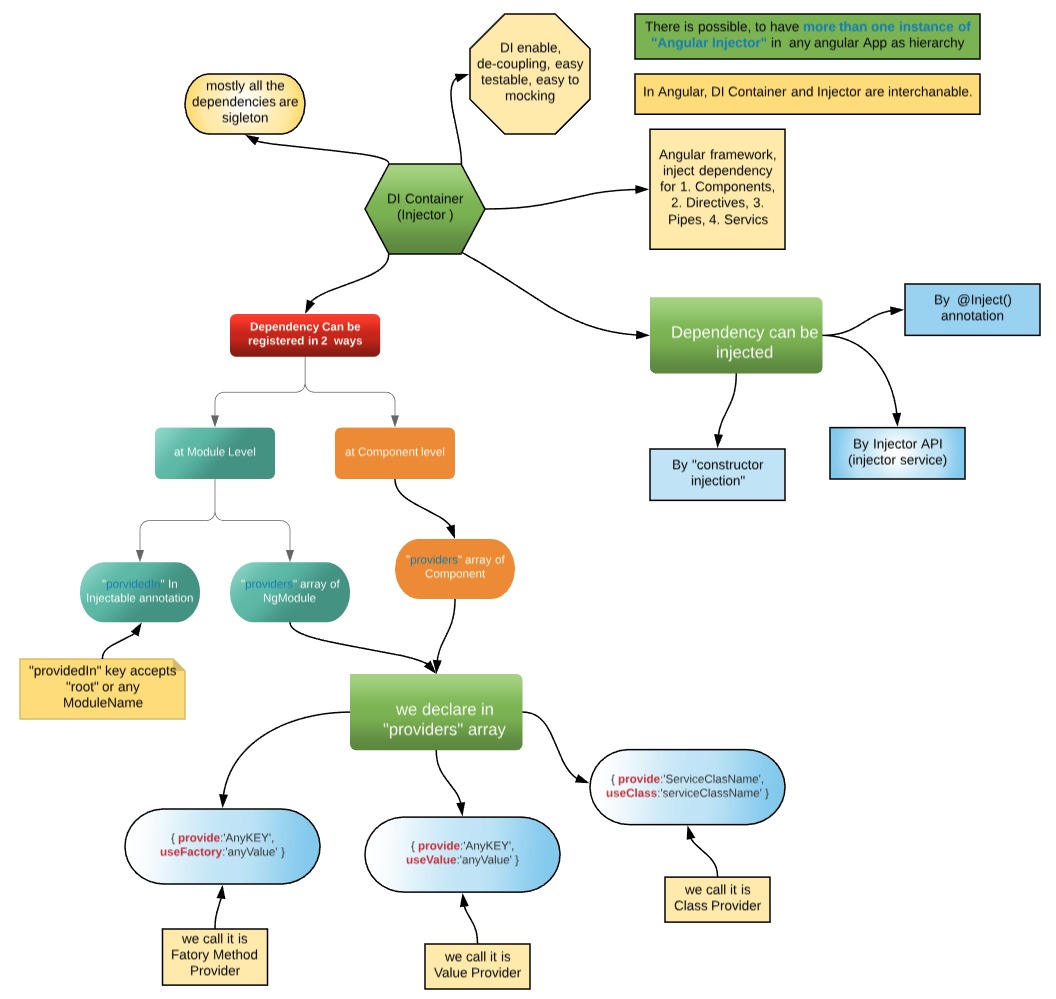 DI enable,
de-coupling, easy
testable, easy to
mocking
There is possible, to have more than one instance of
"Angular Injector" in any angular App as hierarchy
mostly all the
dependencies are
sigleton
In Angular, DI Container and Injector are interchanable.
Angular framework,
inject dependency
for 1. Components,
2. Directives, 3.
Pipes, 4. Servics
DI Container
(Injector )
By @Inject()
annotation
Dependency Can be
registered in 2 ways
Dependency can be
injected
at Module Level
at Component level
By "constructor
injection"
By Injector API
(injector service)
"porvidedIn" In
Injectable annotation
"providers" array of
NgModule
"providers" array of
Component
"providedIn" key accepts
"root" or any
ModuleName
we declare in
"providers" array
{ provide:'AnyKEY',
useFactory:'anyValue' }
{ provide:'AnyKEY',
useValue:'anyValue' }
{ provide:'ServiceClasName',
useClass:'serviceClassName' }
we call it is
Fatory Method
Provider
we call it is
Value Provider
we call it is
Class Provider